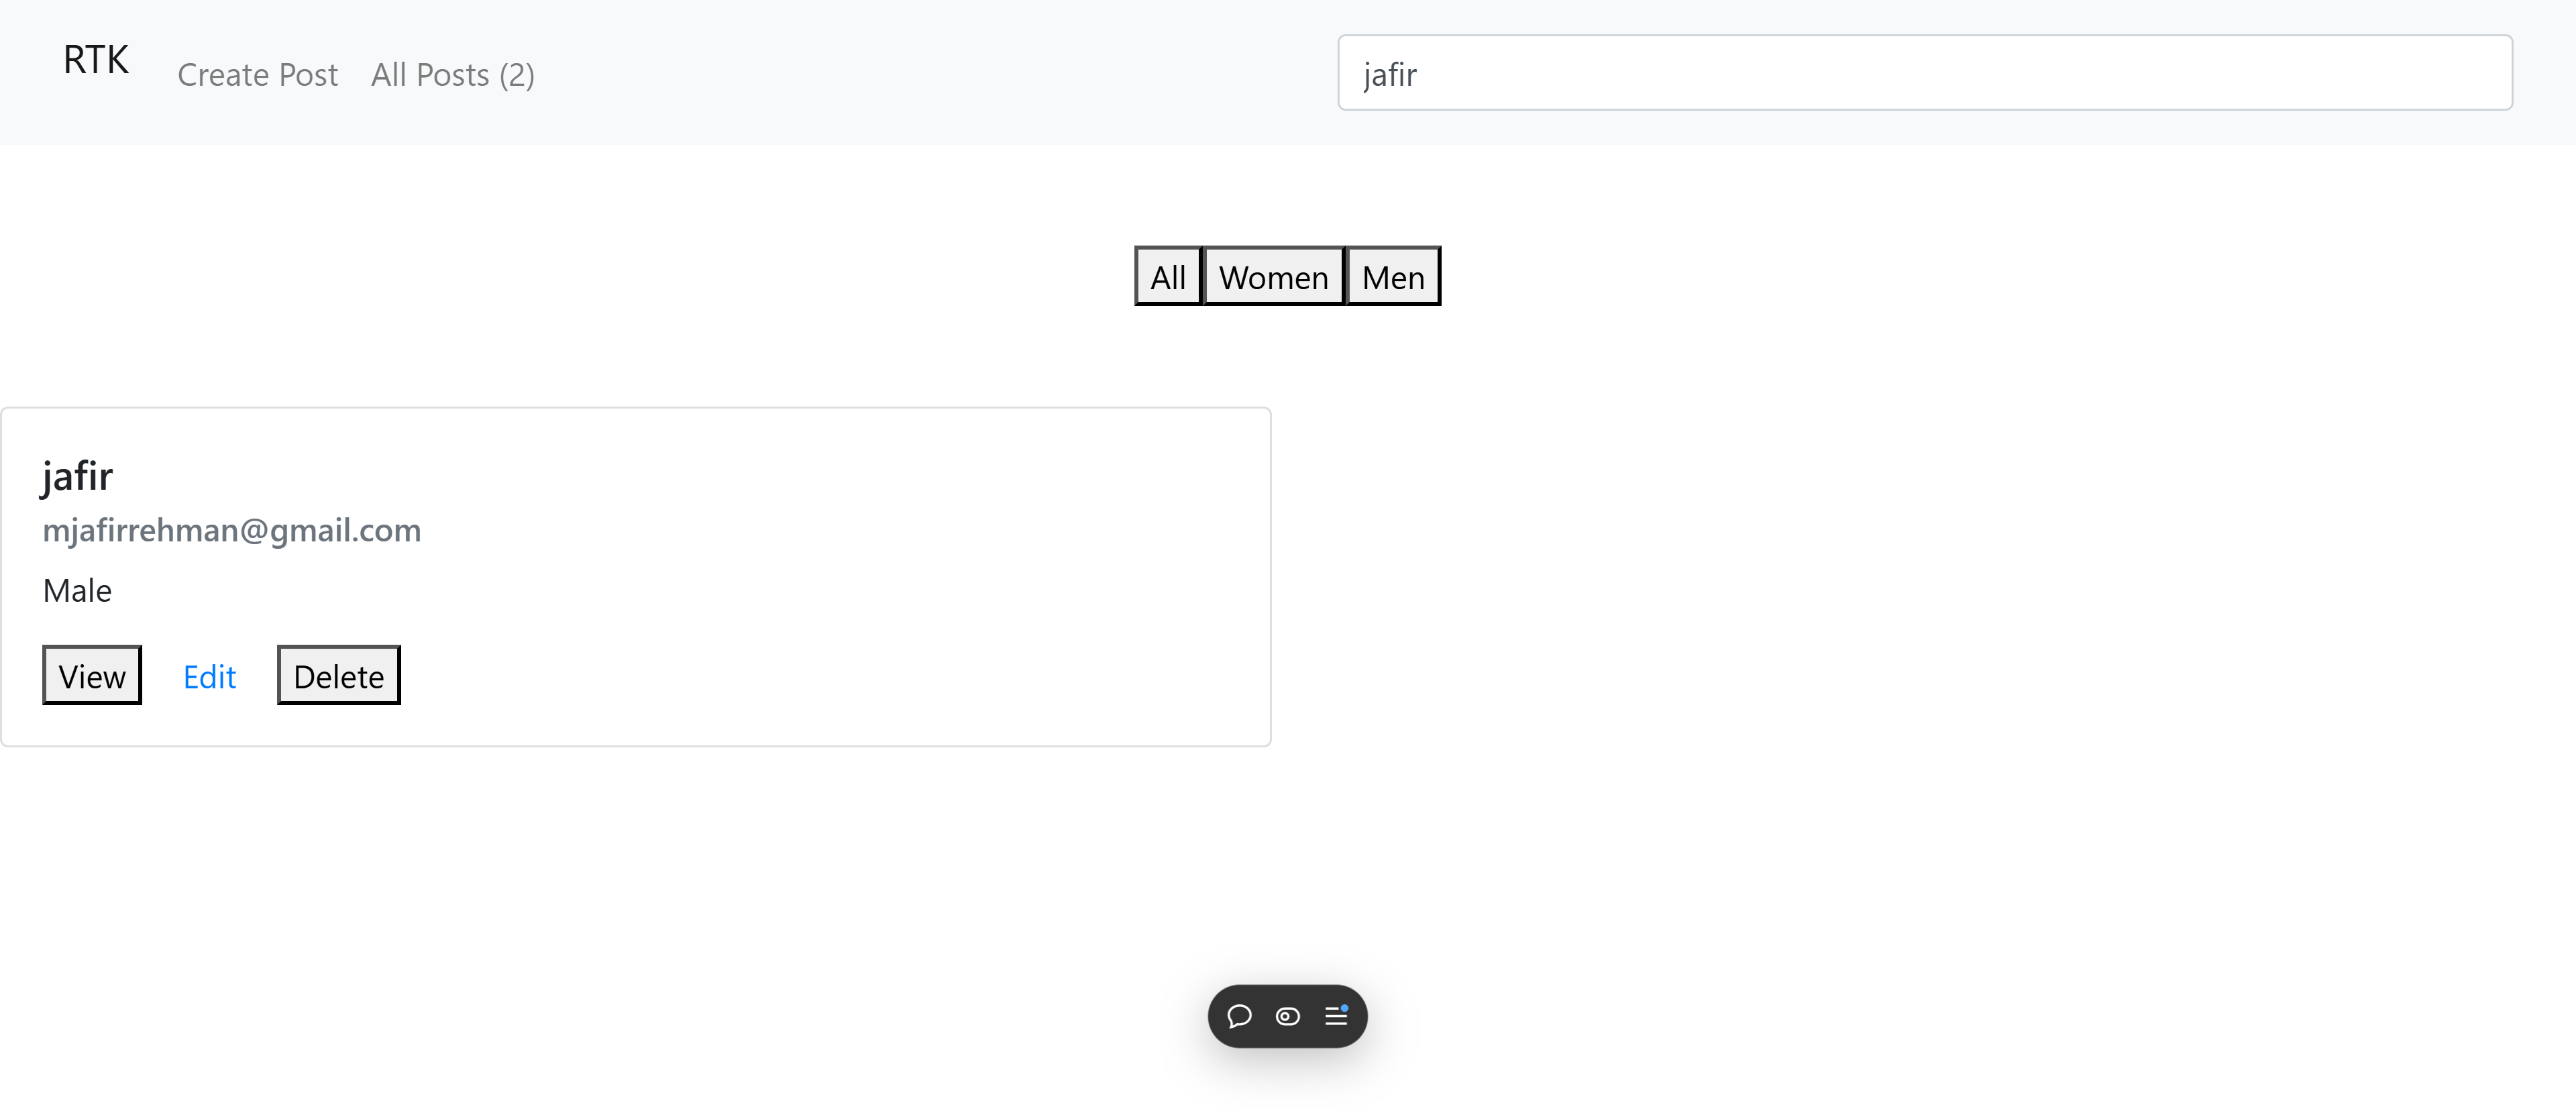 RTK Create Post All Posts (2) jafir
All Women Men
jafir
mjafirrehman@gmail.com
Male
View Edit Delete